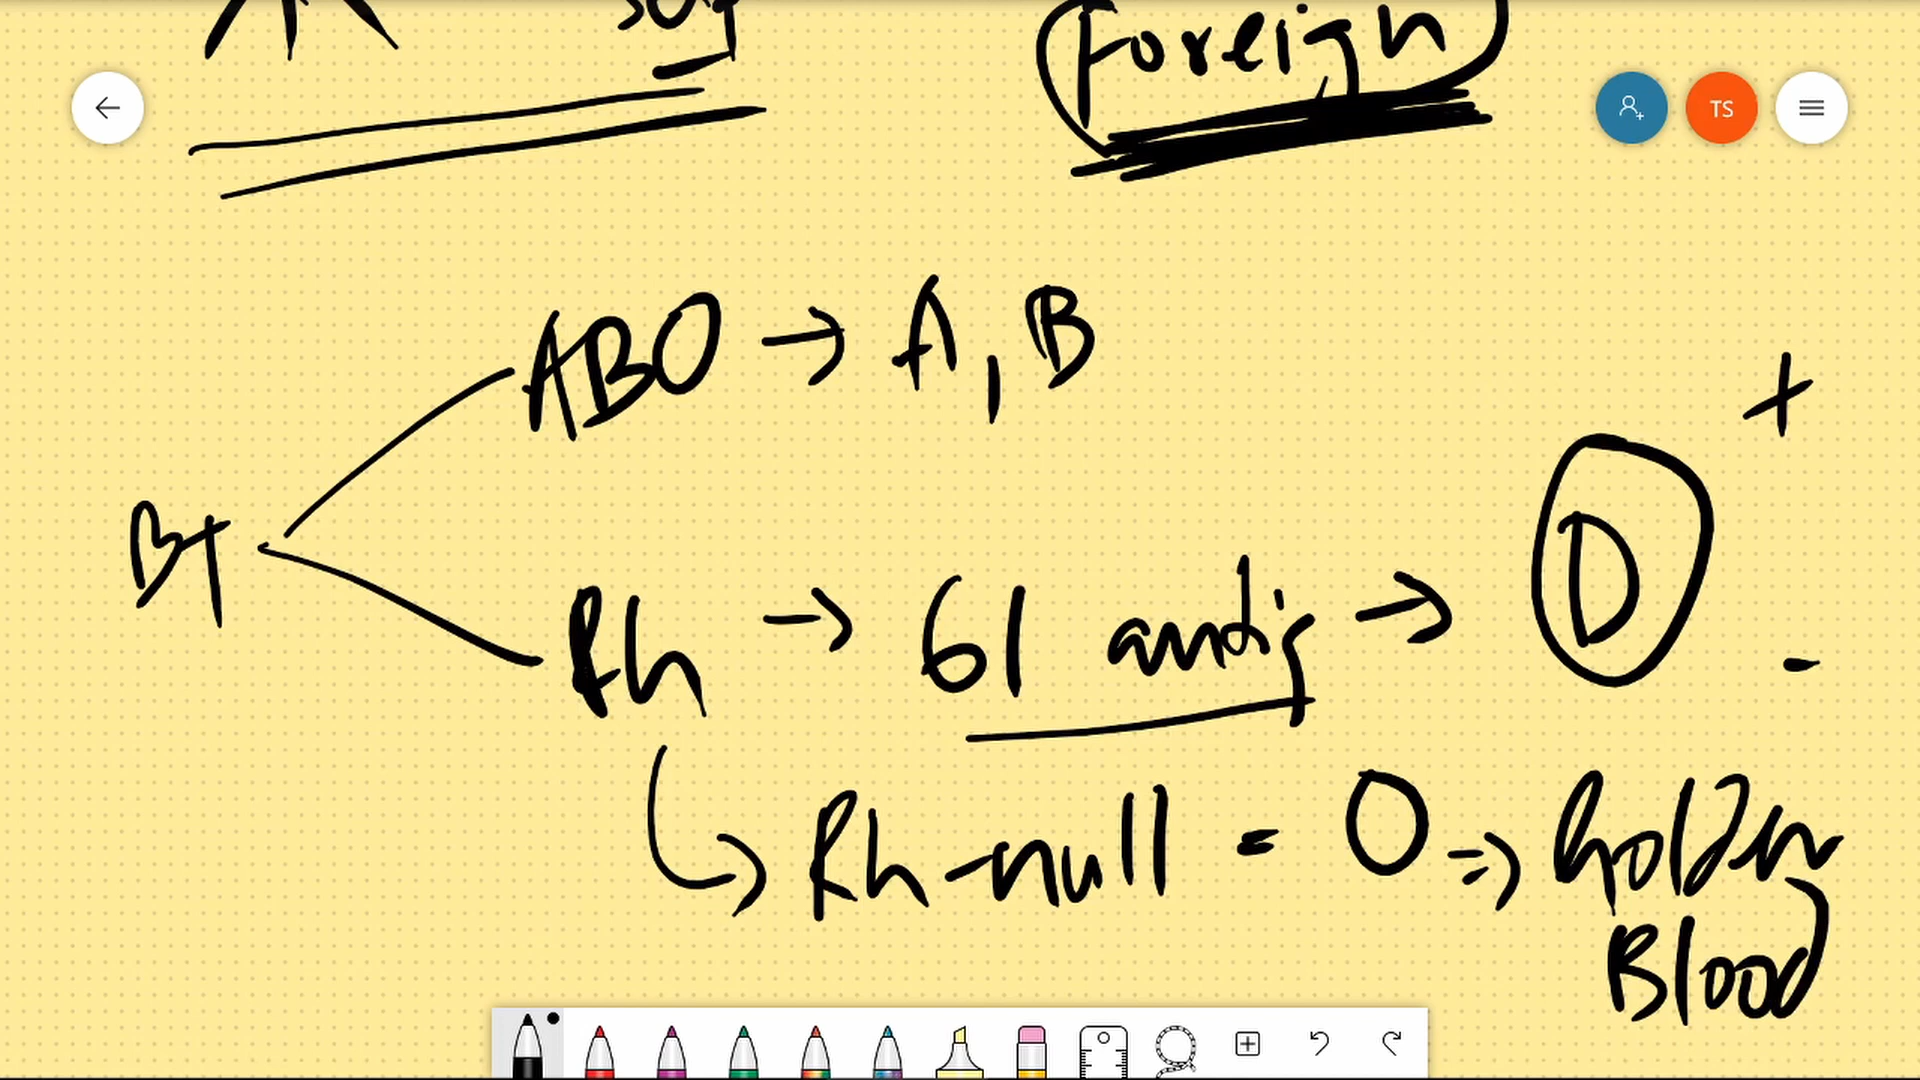 Foreign
TS
ABO → A, B
+
BT
D
Rh → 61 antig →
-
Rh-null = 0 ⇒ Golden
Blood